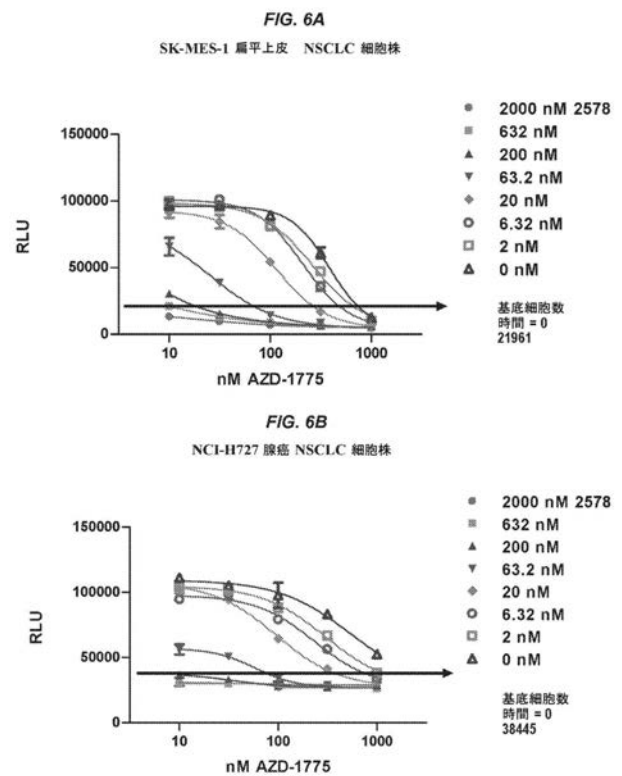 FIG. 6A
SK-MES-1 扁平上皮 NSCLC 細胞株
150000
100000
50000
0
RLU
10
100
1000
nM AZD-1775
2000 nM 2578
632 nM
200 nM
63.2 nM
20 nM
6.32 nM
2 nM
0 nM
基底細胞数
時間 = 0
21961
FIG. 6B
NCI-H727 腺癌 NSCLC 細胞株
150000
100000
50000
0
RLU
10
100
1000
nM AZD-1775
2000 nM 2578
632 nM
200 nM
63.2 nM
20 nM
6.32 nM
2 nM
0 nM
基底細胞数
時間 = 0
38445